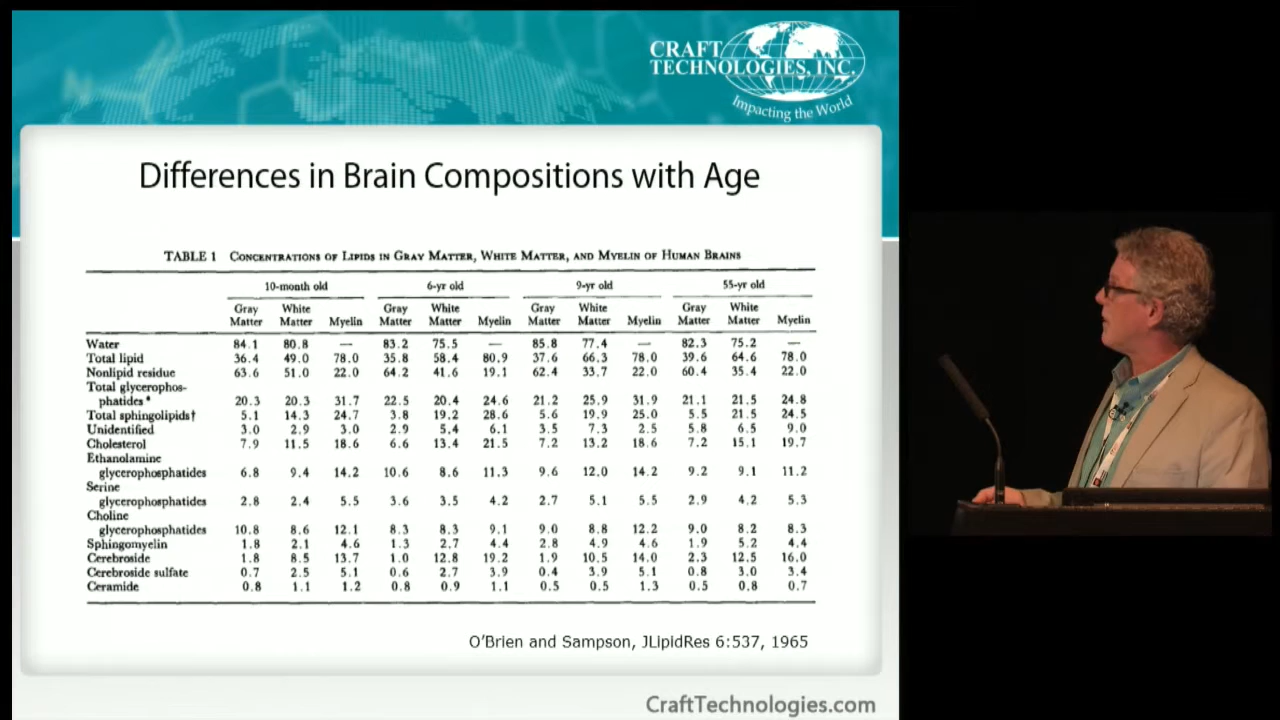 CRAFT
TECHNOLOGIES, INC.
Impacting the World
Differences in Brain Compositions with Age
TABLE 1 CONCENTRATIONS OF LIPIDS IN GRAY MATTER, WHITE MATTER, AND MYELIN OF HUMAN BRAINS
10-month old 6-yr old 9-yr old 55-yr old
Gray White Gray White Gray White Gray White
Matter Matter Myelin Matter Matter Myelin Matter Matter Myelin Matter Matter Myelin
Water 84.1 80.8 — 83.2 75.5 — 85.8 77.4 — 82.3 75.2 —
Total lipid 36.4 49.0 78.0 35.8 58.4 80.9 37.6 66.3 78.0 39.6 64.6 78.0
Nonlipid residue 63.6 51.0 22.0 64.2 41.6 19.1 62.4 33.7 22.0 60.4 35.4 22.0
Total glycerophos-
phatides * 20.3 20.3 31.7 22.5 20.4 24.6 21.2 25.9 31.9 21.1 21.5 24.8
Total sphingolipids† 5.1 14.3 24.7 3.8 19.2 28.6 5.6 19.9 25.0 5.5 21.5 24.5
Unidentified 3.0 2.9 3.0 2.9 5.4 6.1 3.5 7.3 2.5 5.8 6.5 9.0
Cholesterol 7.9 11.5 18.6 6.6 13.4 21.5 7.2 13.2 18.6 7.2 15.1 19.7
Ethanolamine
glycerophosphatides 6.8 9.4 14.2 10.6 8.6 11.3 9.6 12.0 14.2 9.2 9.1 11.2
Serine
glycerophosphatides 2.8 2.4 5.5 3.6 3.5 4.2 2.7 5.1 5.5 2.9 4.2 5.3
Choline
glycerophosphatides 10.8 8.6 12.1 8.3 8.3 9.1 9.0 8.8 12.2 9.0 8.2 8.3
Sphingomyelin 1.8 2.1 4.6 1.3 2.7 4.4 2.8 4.9 4.6 1.9 5.2 4.4
Cerebroside 1.8 8.5 13.7 1.0 12.8 19.2 1.9 10.5 14.0 2.3 12.5 16.0
Cerebroside sulfate 0.7 2.5 5.1 0.6 2.7 3.9 0.4 3.9 5.1 0.8 3.0 3.4
Ceramide 0.8 1.1 1.2 0.8 0.9 1.1 0.5 0.5 1.3 0.5 0.8 0.7
O'Brien and Sampson, JLipidRes 6:537, 1965
CraftTechnologies.com